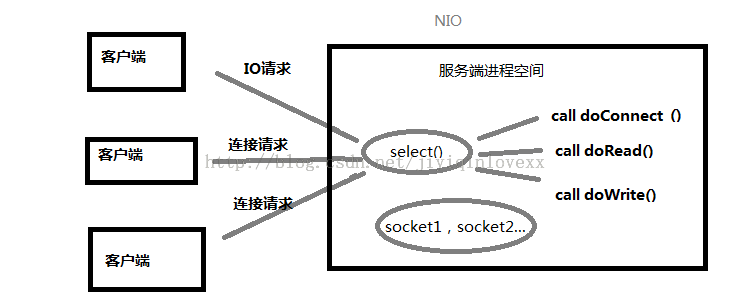 NIO
客户端
IO请求
服务端进程空间
call doConnect ()
连接请求
客户端
select()
call doRead()
http://blog.csdn.net/jiyiqinlovexx
call doWrite()
连接请求
socket1，socket2...
客户端